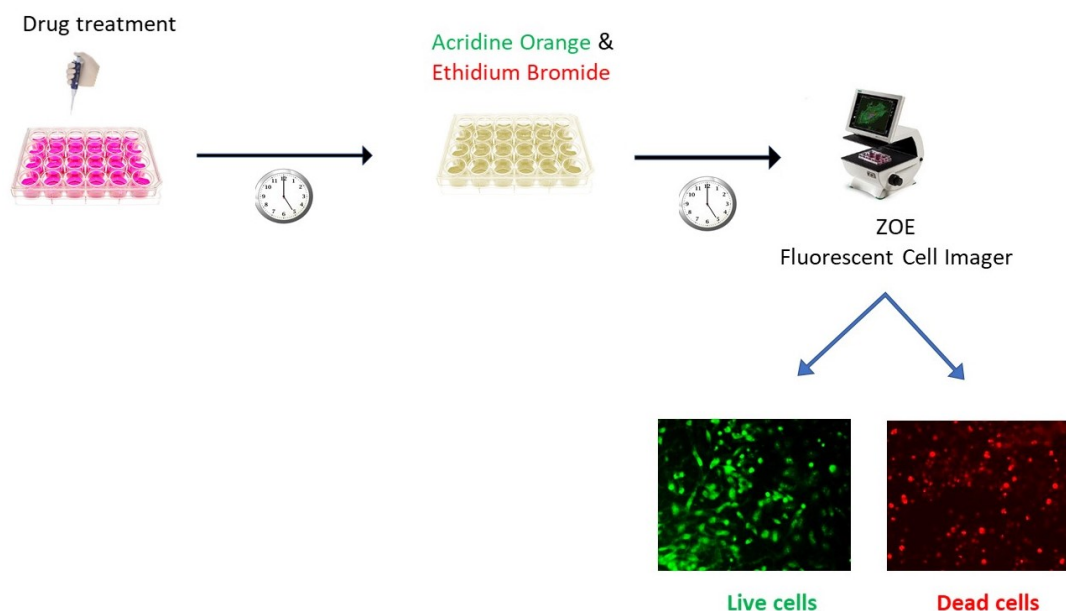 Drug treatment
Acridine Orange &
Ethidium Bromide
ZOE
Fluorescent Cell Imager
Live cells
Dead cells